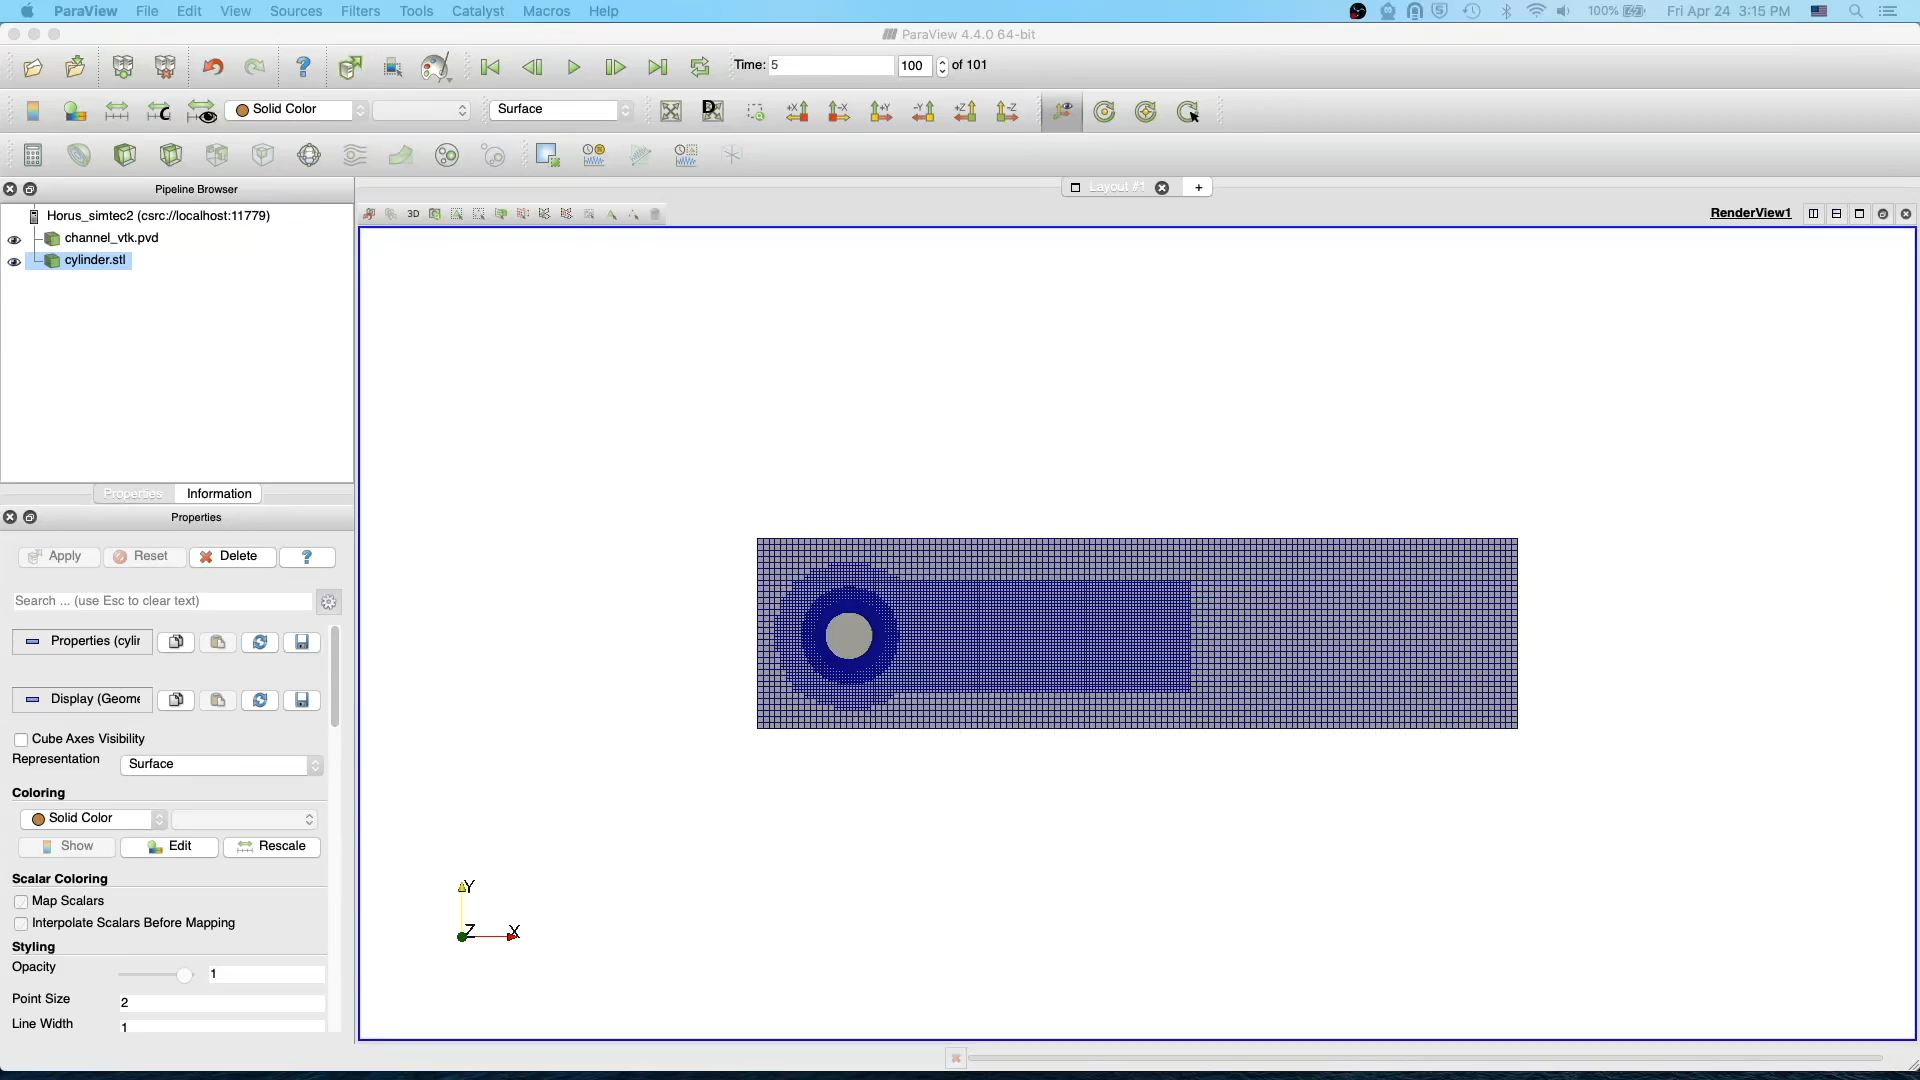 ParaView File Edit View Sources Filters Tools Catalyst Macros Help 100% Fri Apr 24 3:15 PM
ParaView 4.4.0 64-bit
Time: 5 100 of 101
Solid Color Surface +X -X +Y -Y +Z -Z
Pipeline Browser Layout #1 +
3D RenderView1
Horus_simtec2 (csrc://localhost:11779)
channel_vtk.pvd
cylinder.stl
Properties Information
Properties
Apply Reset Delete ?
Search ... (use Esc to clear text)
Properties (cylin
Display (Geome
Cube Axes Visibility
Representation Surface
Coloring
Solid Color
Show Edit Rescale
Scalar Coloring
Map Scalars
Interpolate Scalars Before Mapping
Styling
Opacity 1
Point Size 2
Line Width 1
Y
Z X